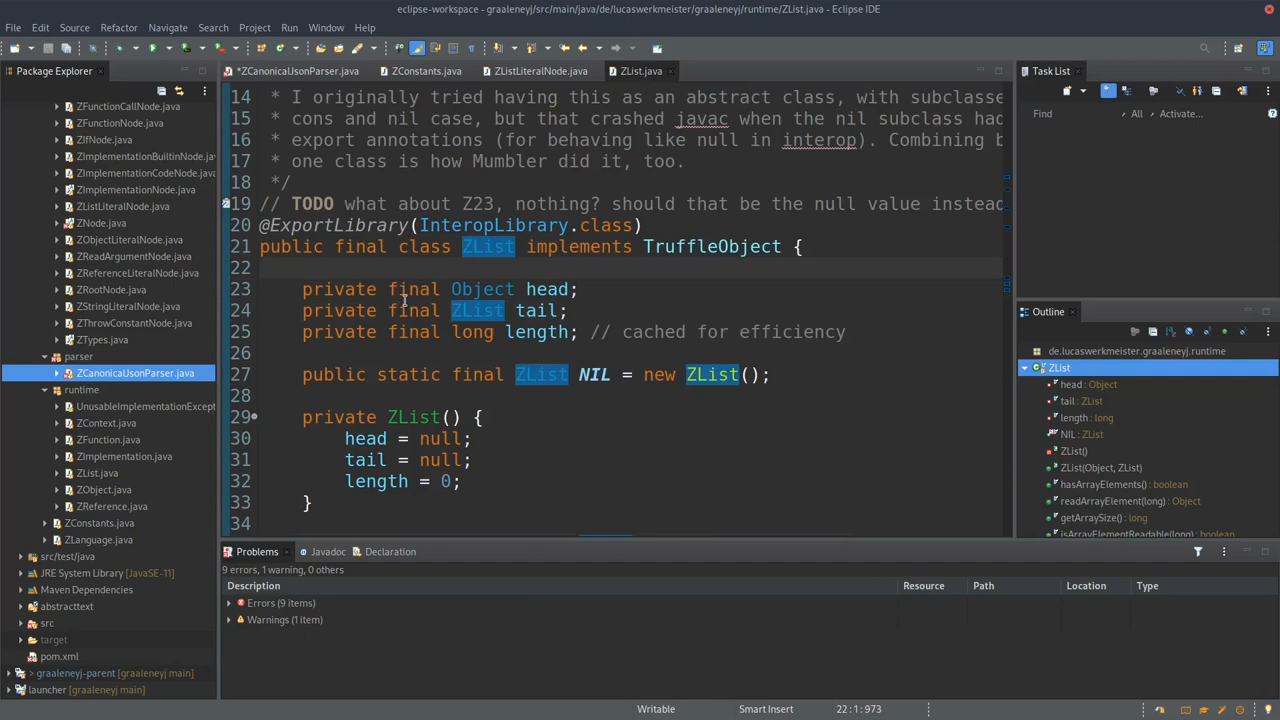 eclipse-workspace - graaleneyj/src/main/java/de/lucaswerkmeister/graaleneyj/runtime/ZList.java - Eclipse IDE
File Edit Source Refactor Navigate Search Project Run Window Help
Package Explorer
ZFunctionCallNode.java
ZFunctionNode.java
ZIfNode.java
ZImplementationBuiltinNode.java
ZImplementationCodeNode.java
ZImplementationNode.java
ZListLiteralNode.java
ZNode.java
ZObjectLiteralNode.java
ZReadArgumentNode.java
ZReferenceLiteralNode.java
ZRootNode.java
ZStringLiteralNode.java
ZThrowConstantNode.java
ZTypes.java
parser
ZCanonicalJsonParser.java
runtime
UnusableImplementationExcept
ZContext.java
ZFunction.java
ZImplementation.java
ZList.java
ZObject.java
ZReference.java
ZConstants.java
ZLanguage.java
src/test/java
JRE System Library [JavaSE-11]
Maven Dependencies
abstracttext
src
target
pom.xml
> graaleneyj-parent [graaleneyj main]
launcher [graaleneyj main]
*ZCanonicalJsonParser.java ZConstants.java ZListLiteralNode.java ZList.java
14 * I originally tried having this as an abstract class, with subclasse
15 * cons and nil case, but that crashed javac when the nil subclass had
16 * export annotations (for behaving like null in interop). Combining b
17 * one class is how Mumbler did it, too.
18 */
19 // TODO what about Z23, nothing? should that be the null value instead
20 @ExportLibrary(InteropLibrary.class)
21 public final class ZList implements TruffleObject {
22
23 private final Object head;
24 private final ZList tail;
25 private final long length; // cached for efficiency
26
27 public static final ZList NIL = new ZList();
28
29 private ZList() {
30 head = null;
31 tail = null;
32 length = 0;
33 }
34
Task List
Find All Activate...
Outline
de.lucaswerkmeister.graaleneyj.runtime
ZList
head : Object
tail : ZList
length : long
NIL : ZList
ZList()
ZList(Object, ZList)
hasArrayElements() : boolean
readArrayElement(long) : Object
getArraySize() : long
isArrayElementReadable(long) : boolean
Problems Javadoc Declaration
9 errors, 1 warning, 0 others
Description Resource Path Location Type
Errors (9 items)
Warnings (1 item)
Writable Smart Insert 22 : 1 : 973